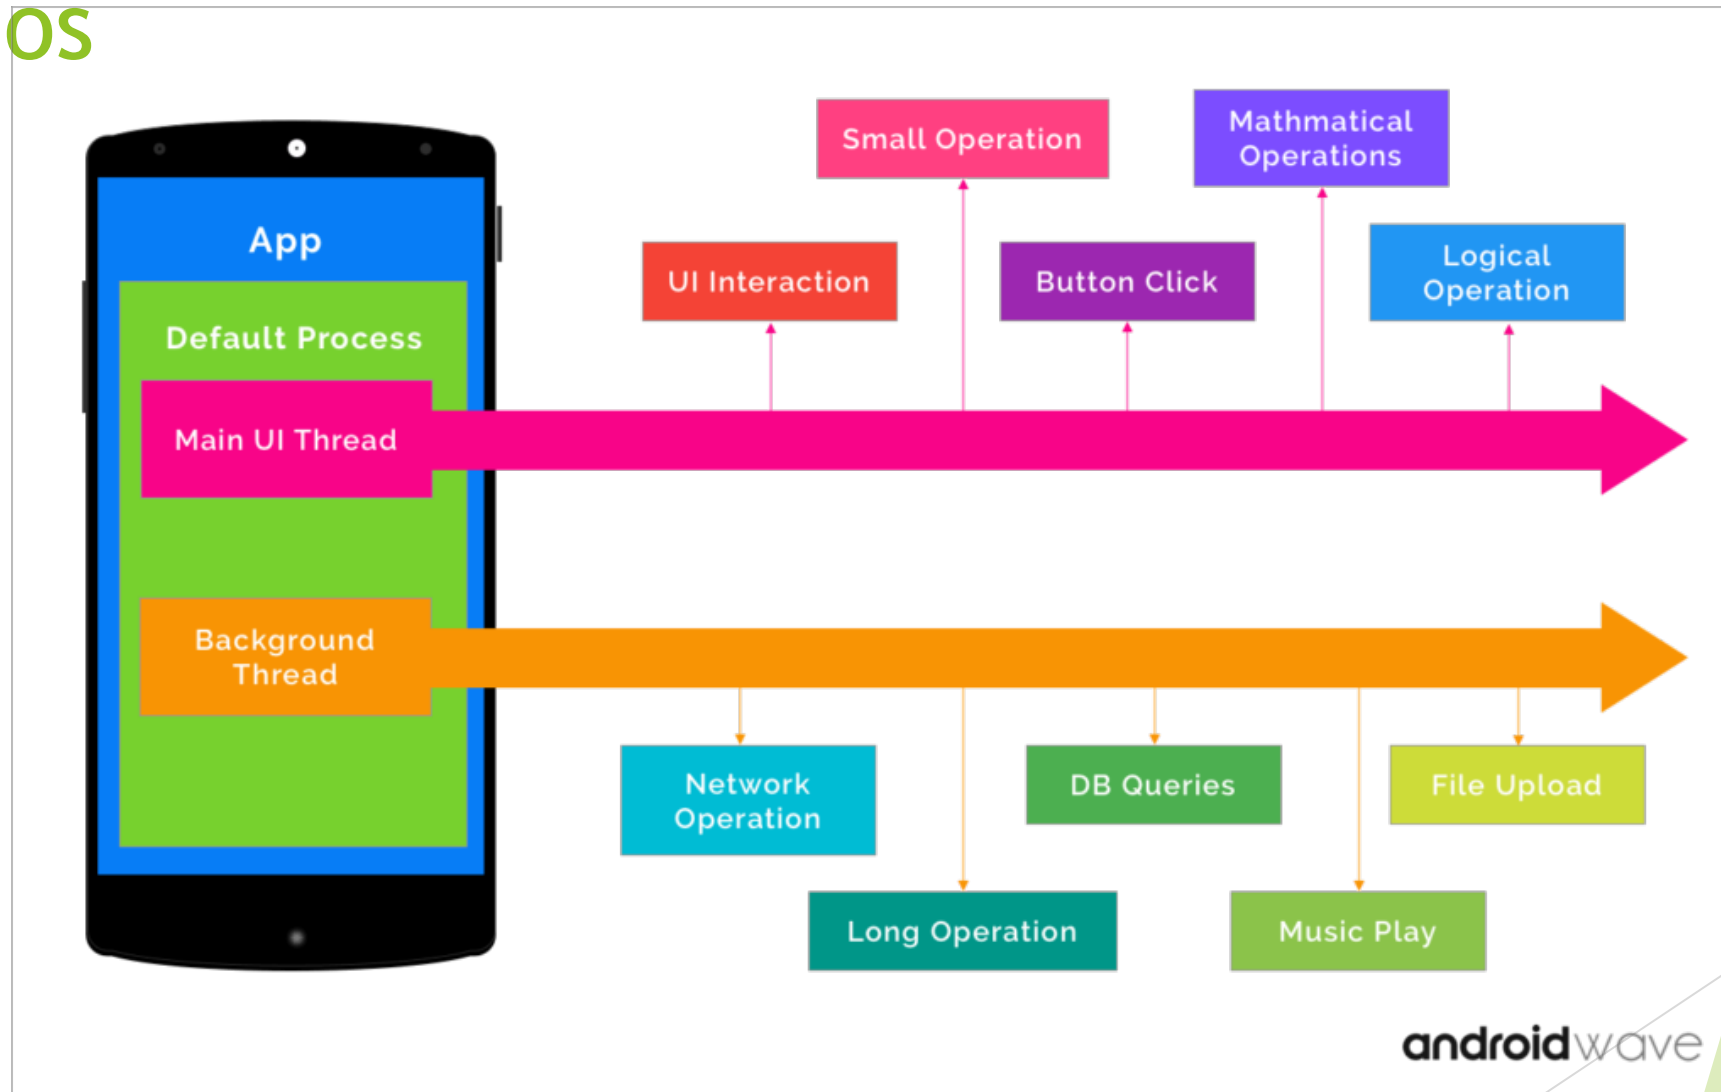 os
Small Operation
Mathmatical
Operations
UI Interaction
Button Click
Logical
Operation
App
Default Process
Main UI Thread
Background
Thread
Network
Operation
DB Queries
File Upload
Long Operation
Music Play
androidwave